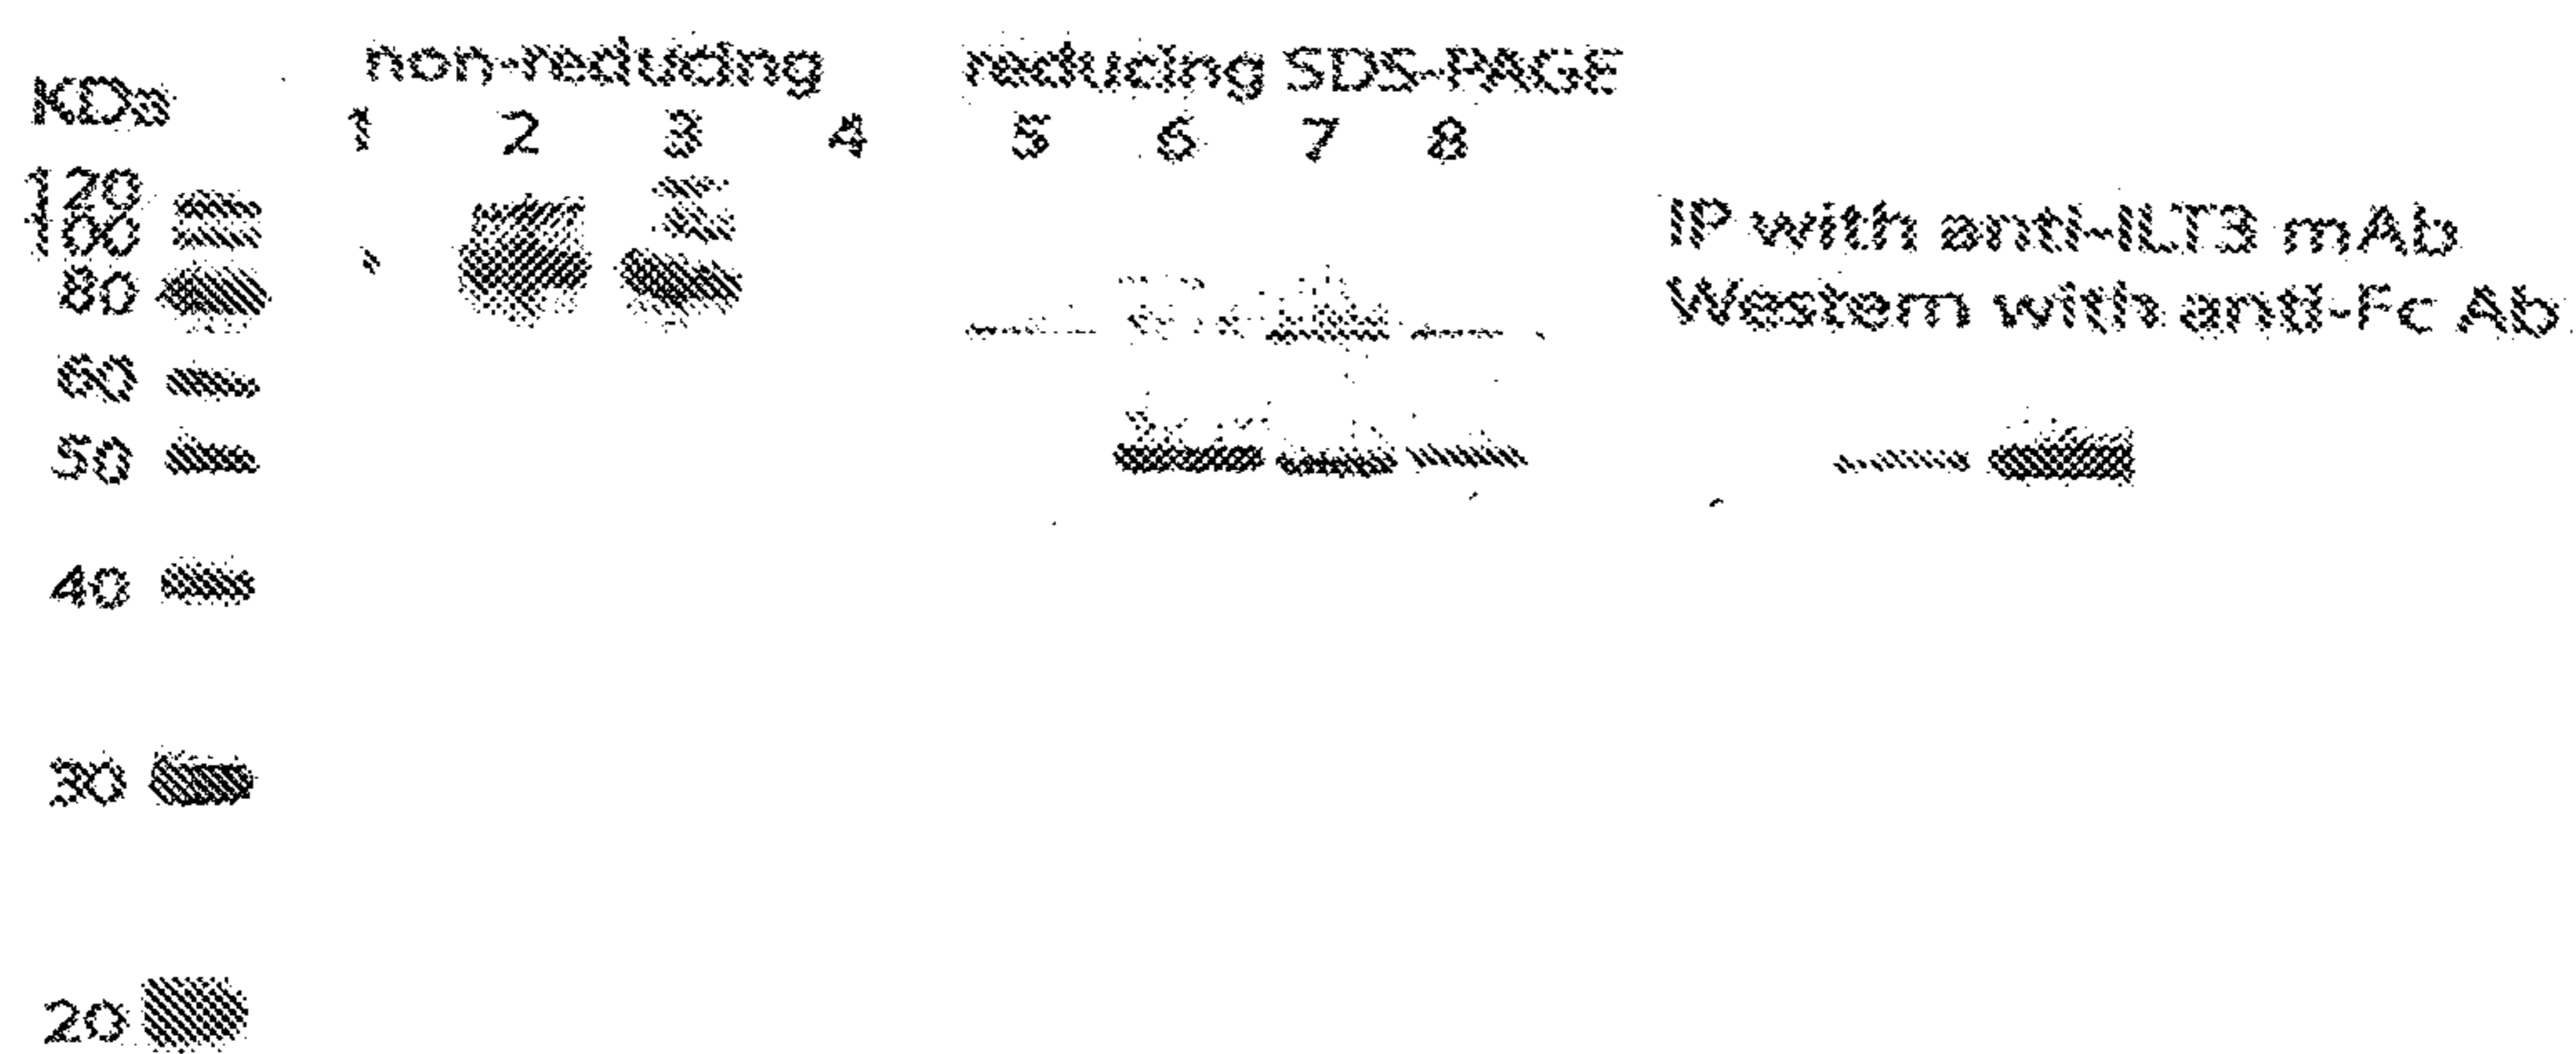 non-reducing reducing SDS-PAGE
KDa
1 2 3 4 5 6 7 8
120
100
80
60
50
40
30
20
IP with anti-ILT3 mAb
Western with anti-Fc Ab